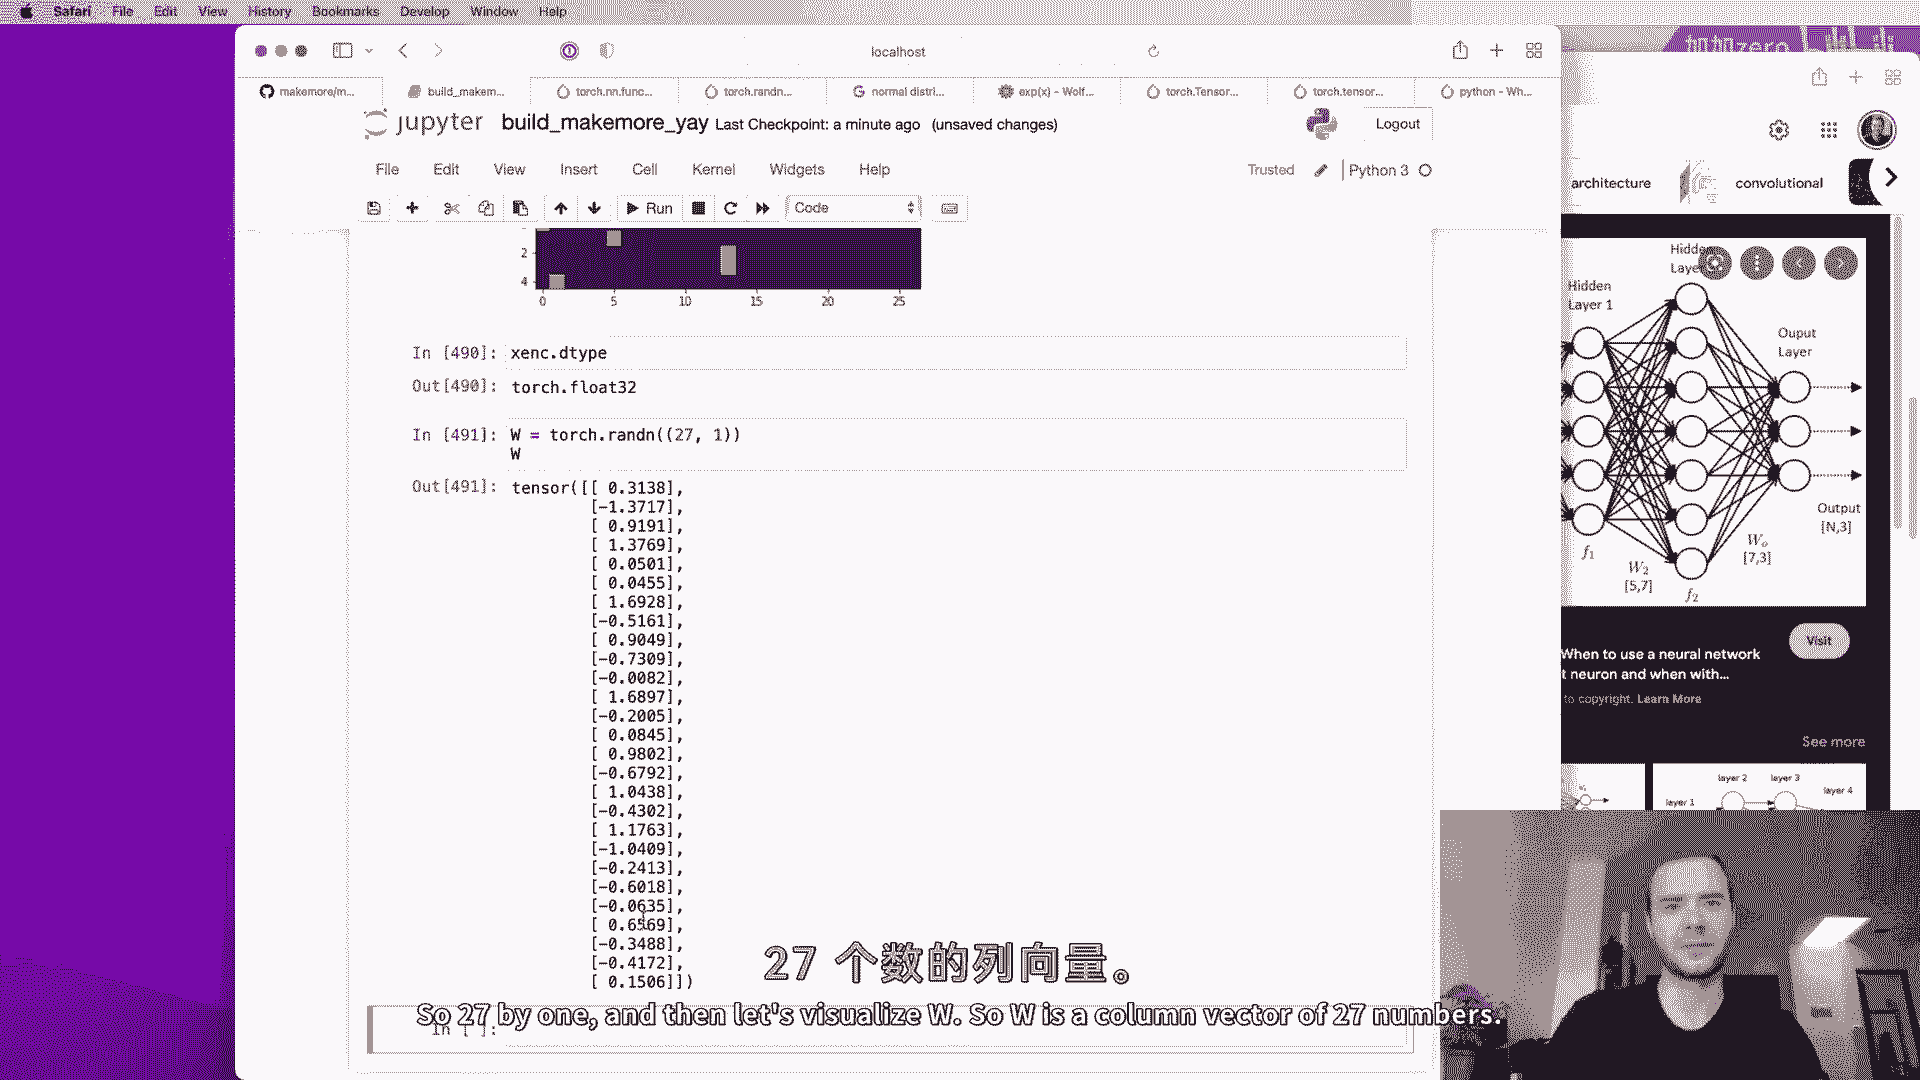 Safari File Edit View History Bookmarks Develop Window Help
localhost
makemore/m... build_makem... torch.nn.func... torch.randn... normal distri... exp(x) - Wolf... torch.Tensor... torch.tensor... python - Wh...
jupyter build_makemore_yay Last Checkpoint: a minute ago (unsaved changes) Logout
File Edit View Insert Cell Kernel Widgets Help Trusted Python 3
Run Code
2
4
0 5 10 15 20 25
In [490]: xenc.dtype
Out[490]: torch.float32
In [491]: W = torch.randn((27, 1))
W
Out[491]: tensor([[ 0.3138],
[-1.3717],
[ 0.9191],
[ 1.3769],
[ 0.0501],
[ 0.0455],
[ 1.6928],
[-0.5161],
[ 0.9049],
[-0.7309],
[-0.0082],
[ 1.6897],
[-0.2005],
[ 0.0845],
[ 0.9802],
[-0.6792],
[ 1.0438],
[-0.4302],
[ 1.1763],
[-1.0409],
[-0.2413],
[-0.6018],
[-0.0635],
[ 0.6569],
[-0.3488],
[-0.4172],
[ 0.1506]])
In [ ]:
27 个数的列向量。
So 27 by one, and then let's visualize W. So W is a column vector of 27 numbers.
architecture convolutional
Hidden
Layer 1
Ouput
Layer
Output
[N,3]
f1
W2
[5,7]
f2
Wo
[7,3]
Visit
When to use a neural network
t neuron and when with...
to copyright. Learn More
See more
layer 1
layer 2
layer 3
layer 4